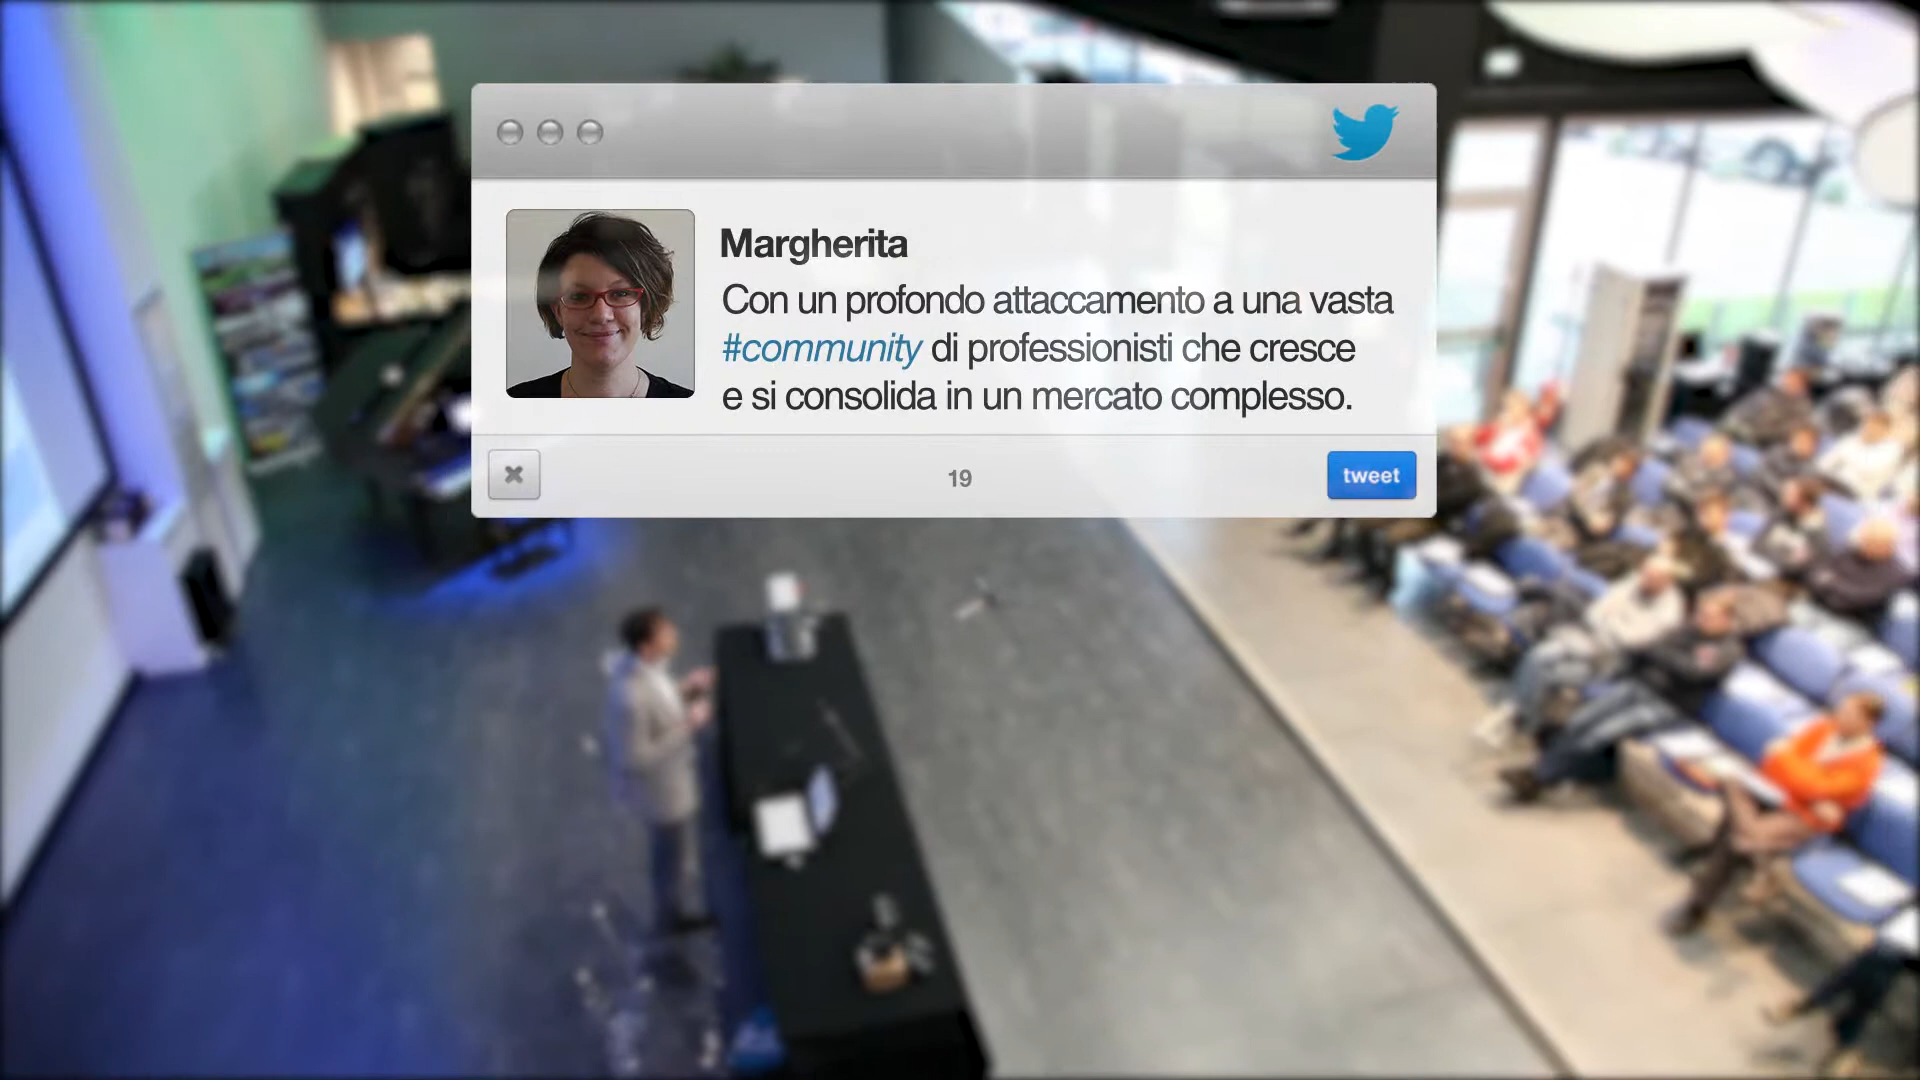 Margherita
Con un profondo attaccamento a una vasta
#community di professionisti che cresce
e si consolida in un mercato complesso.
19
tweet